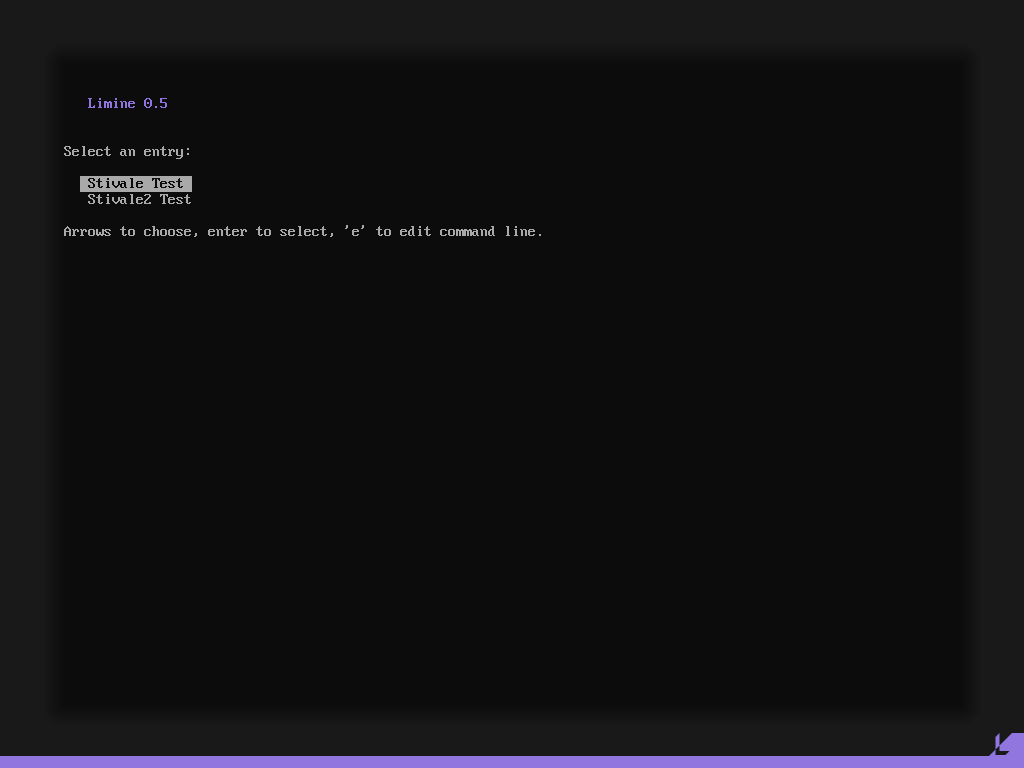 Limine 0.5
Select an entry:
Stivale Test
Stivale2 Test
Arrows to choose, enter to select, 'e' to edit command line.